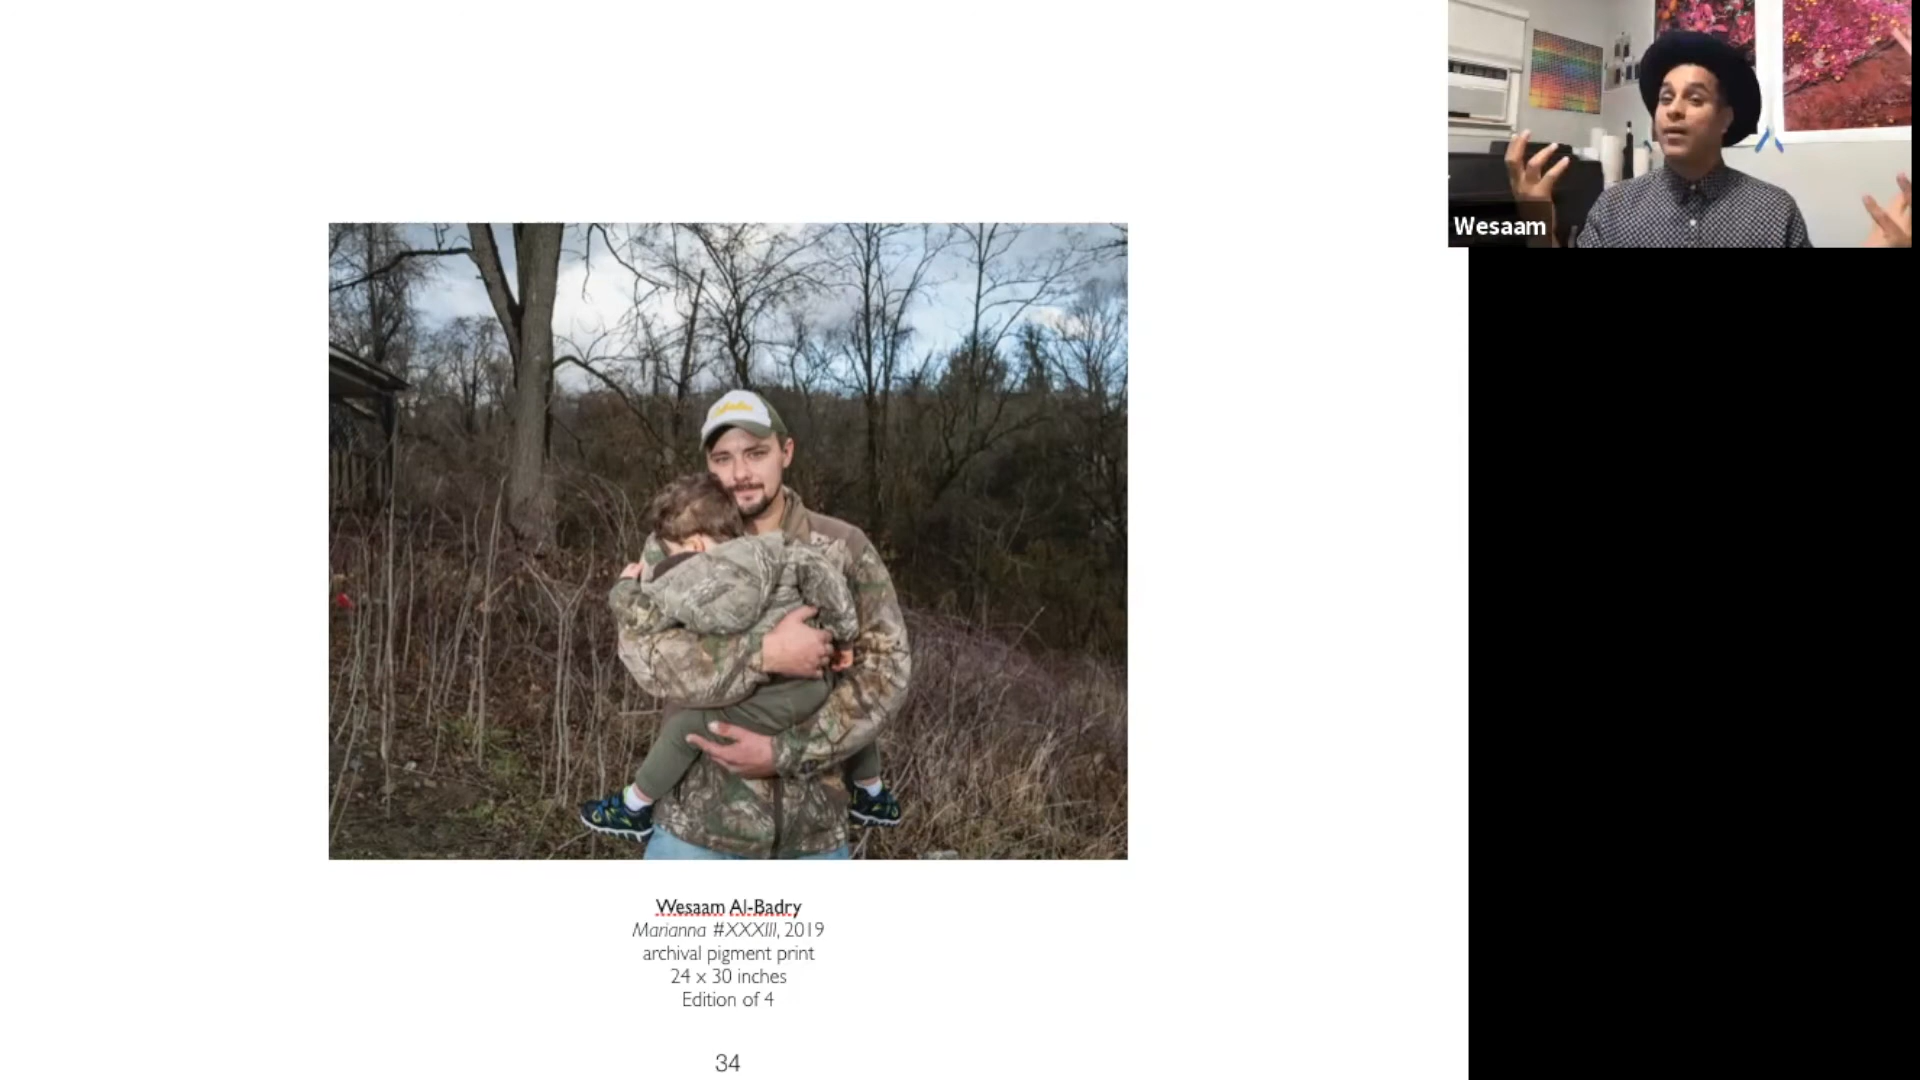 Wesaam
Wesaam Al-Badry
Marianna #XXXIII, 2019
archival pigment print
24 x 30 inches
Edition of 4
34